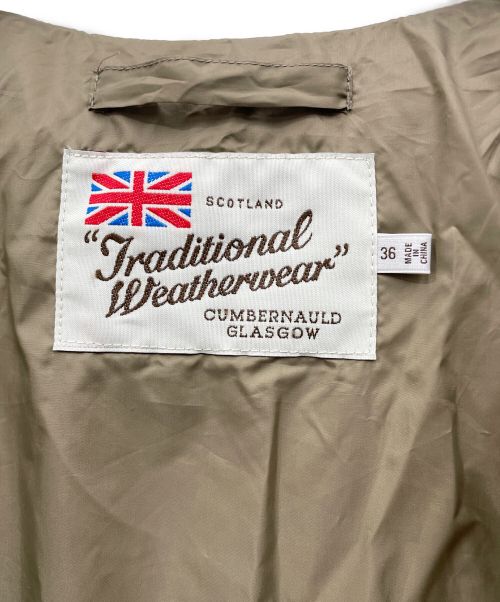 SCOTLAND
"Traditional
Weatherwear"
CUMBERNAULD
GLASGOW
36
MADE
IN
CHINA